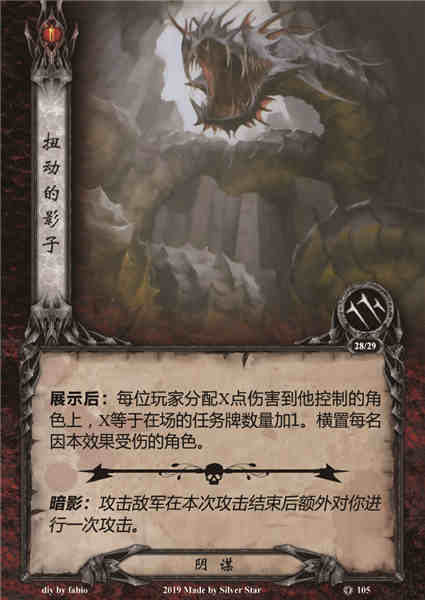 扭动的影子
28/29
展示后：每位玩家分配X点伤害到他控制的角
色上，X等于在场的任务牌数量加1。横置每名
因本效果受伤的角色。
暗影：攻击敌军在本次攻击结束后额外对你进
行一次攻击。
阴谋
diy by fabio 2019 Made by Silver Star 105